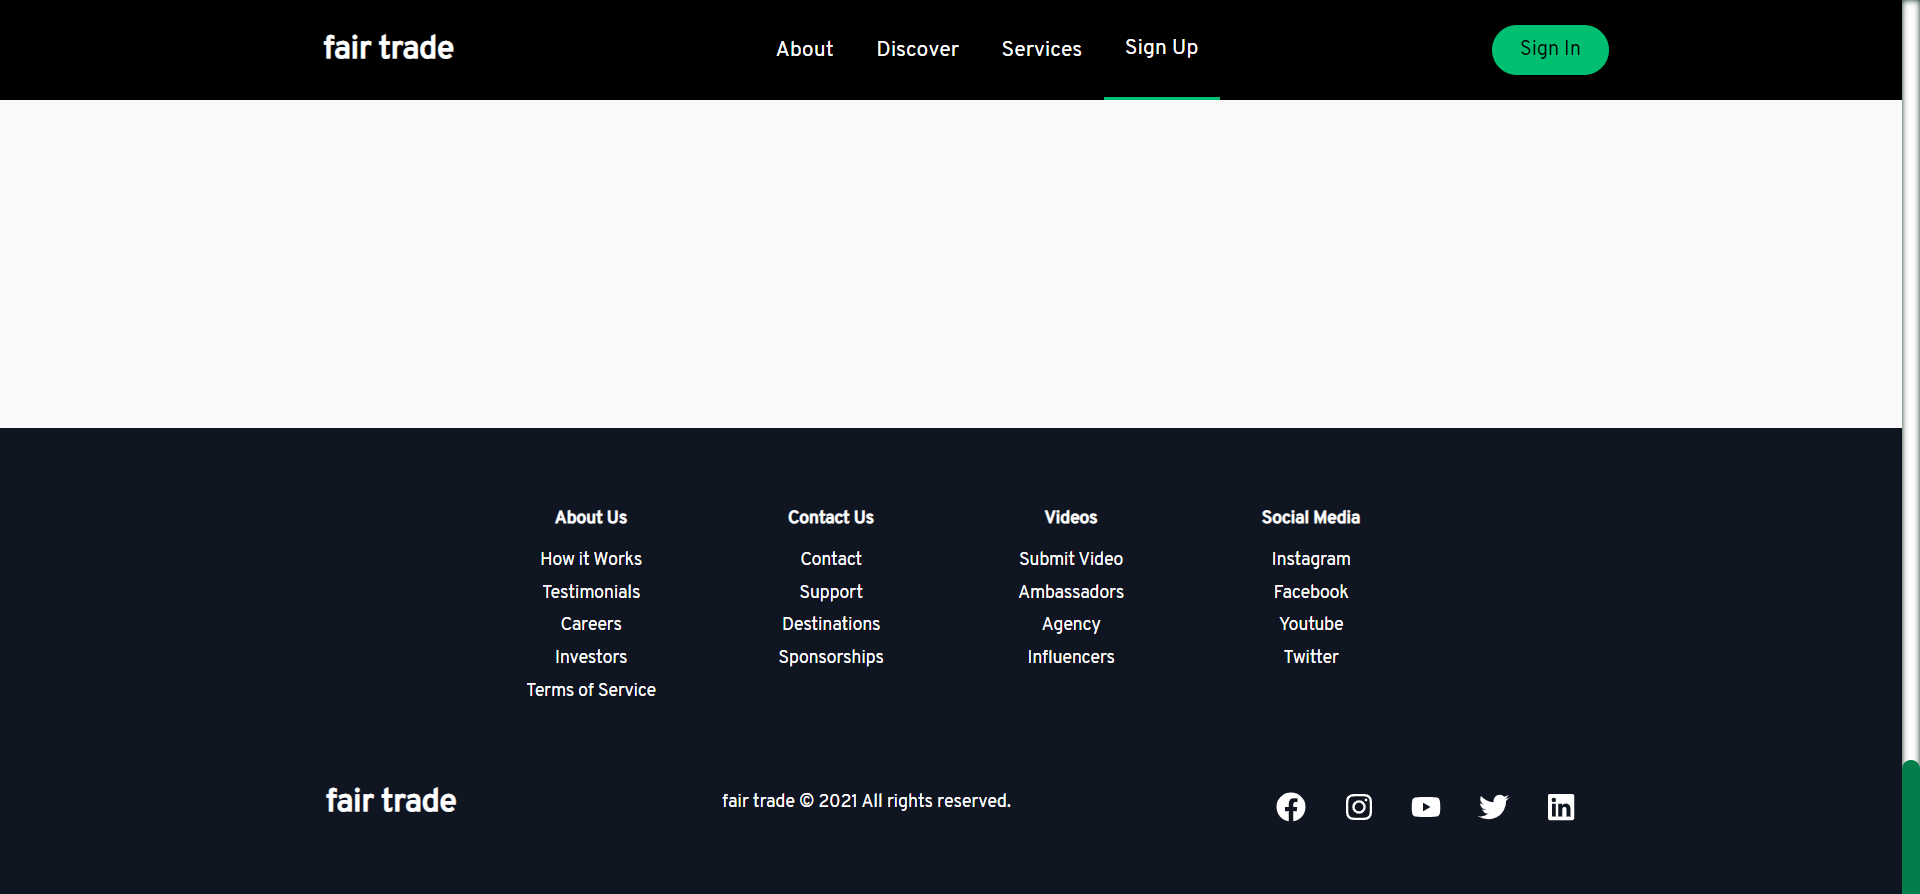 fair trade
About
Discover
Services
Sign Up
Sign In
About Us
How it Works
Testimonials
Careers
Investors
Terms of Service
Contact Us
Contact
Support
Destinations
Sponsorships
Videos
Submit Video
Ambassadors
Agency
Influencers
Social Media
Instagram
Facebook
Youtube
Twitter
fair trade
fair trade © 2021 All rights reserved.